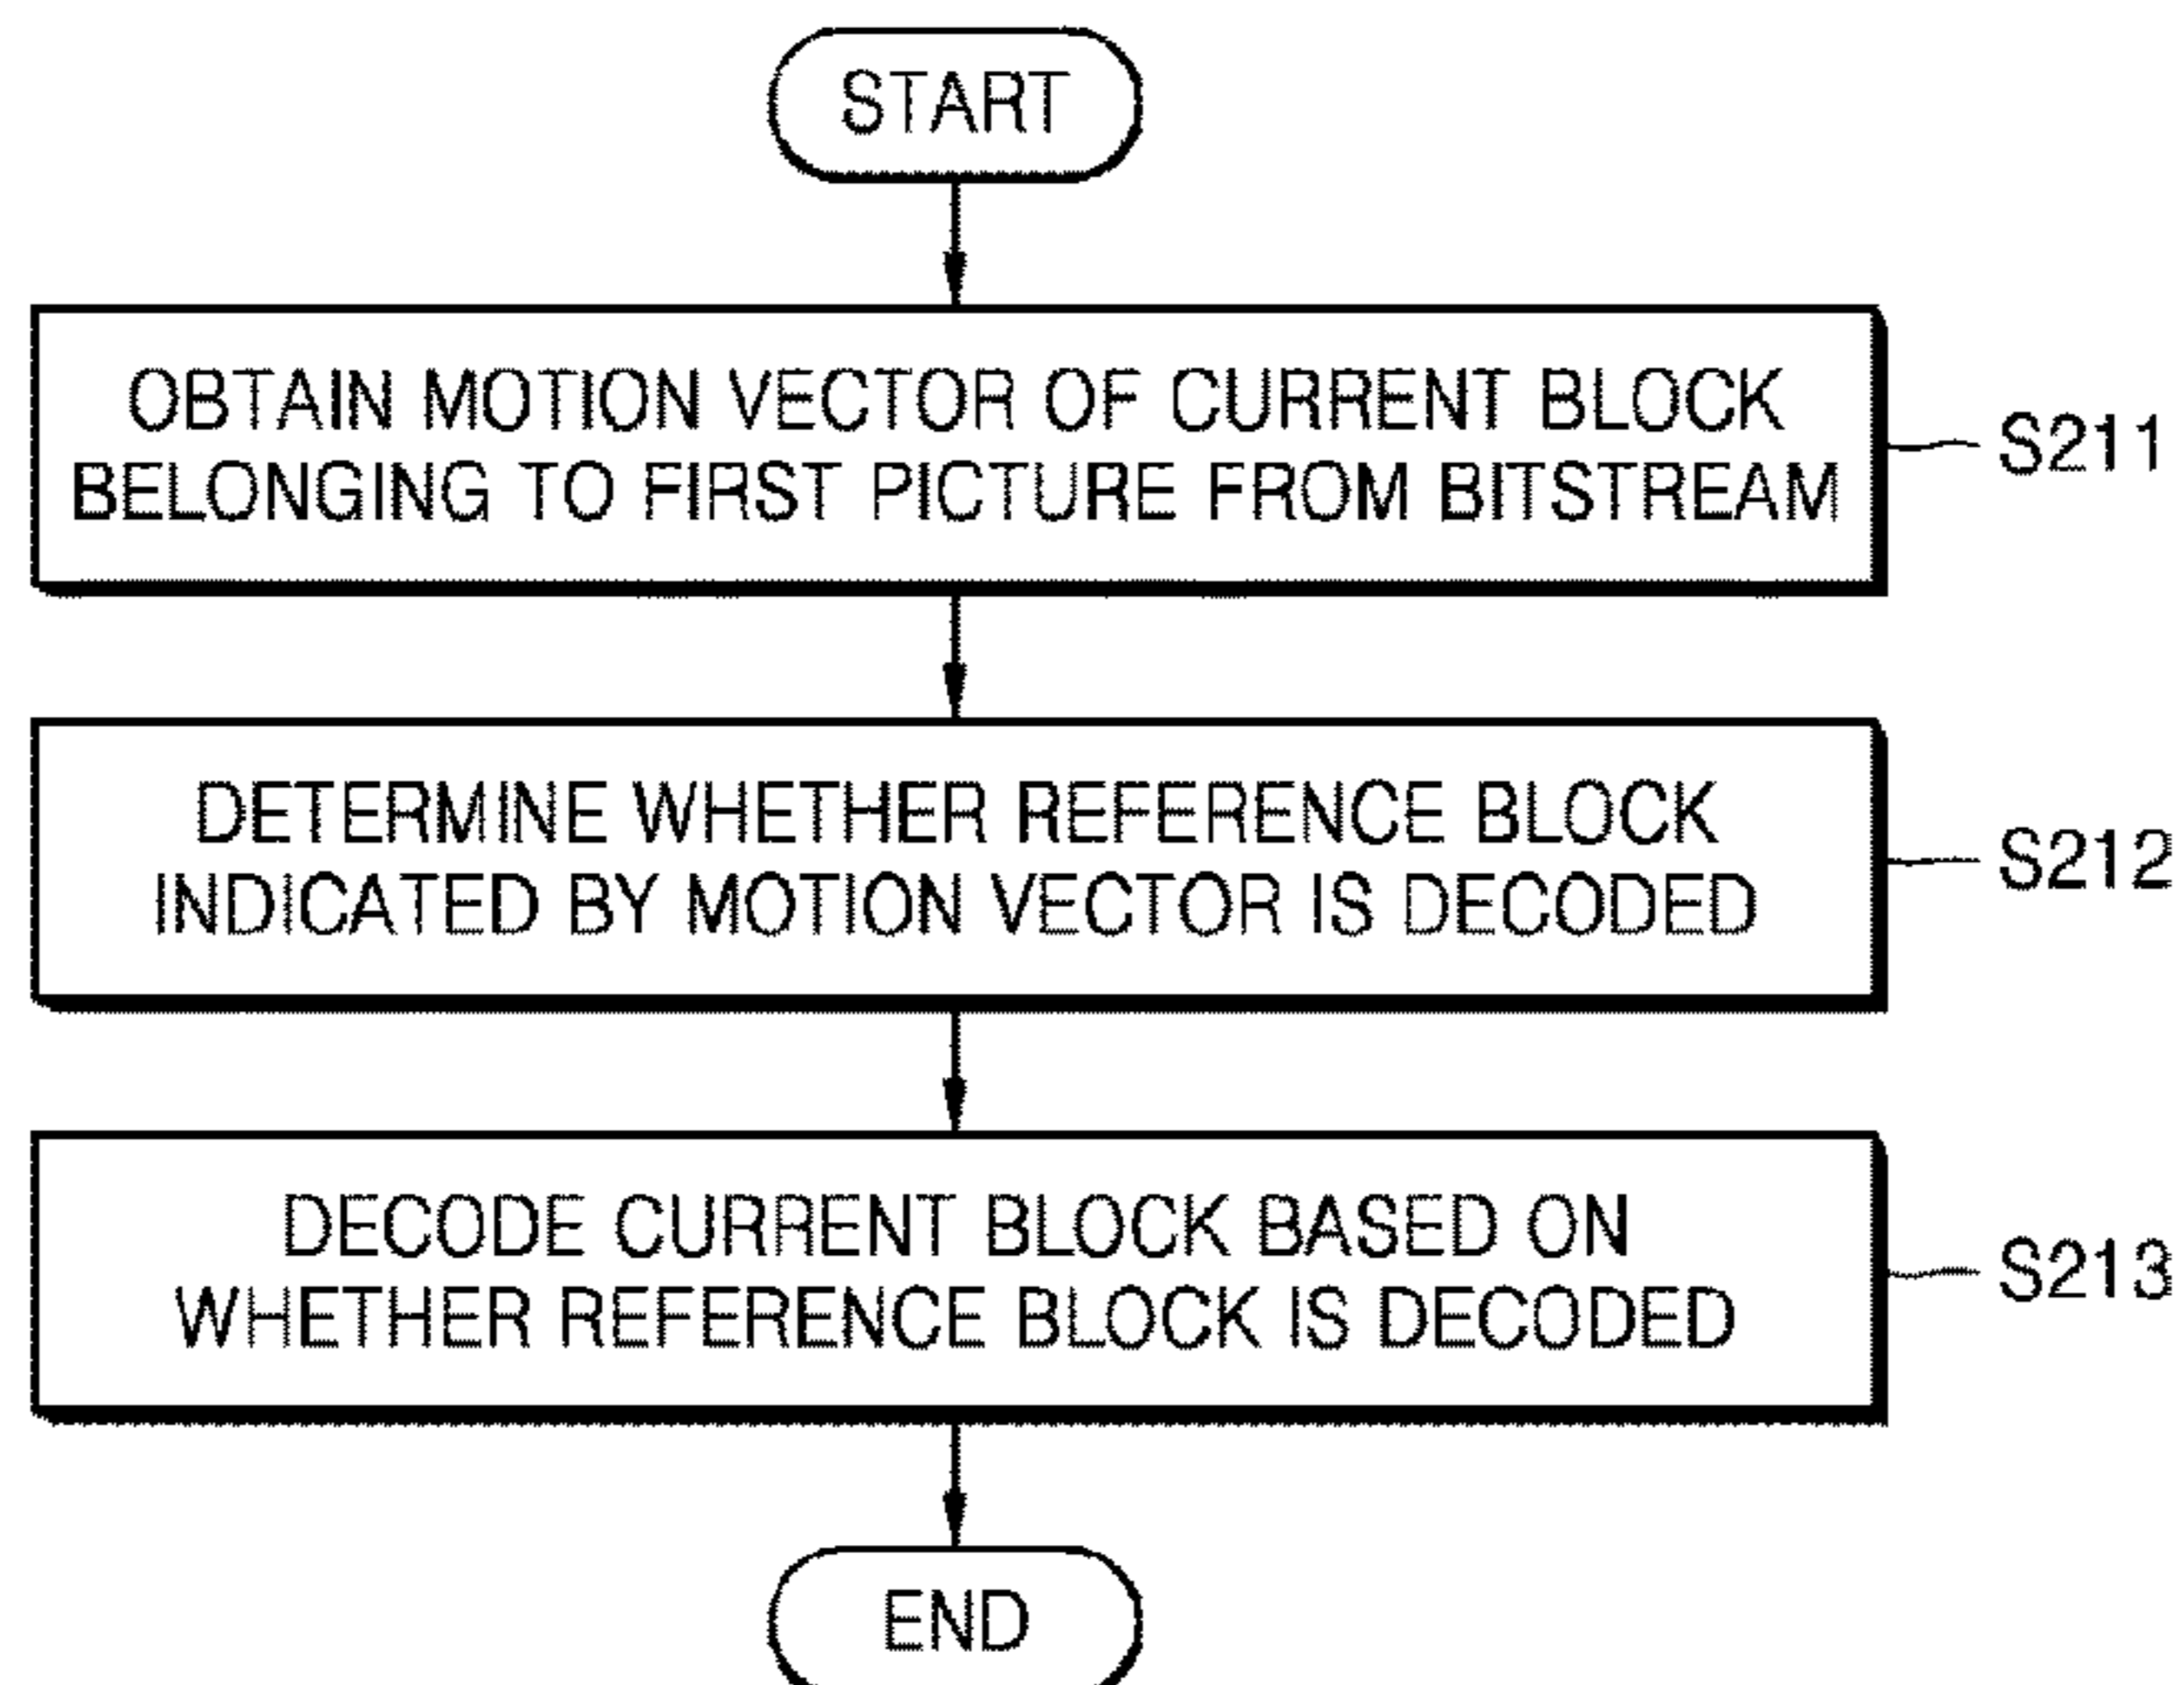 START
OBTAIN MOTION VECTOR OF CURRENT BLOCK
BELONGING TO FIRST PICTURE FROM BITSTREAM
S211
DETERMINE WHETHER REFERENCE BLOCK
INDICATED BY MOTION VECTOR IS DECODED
S212
DECODE CURRENT BLOCK BASED ON
WHETHER REFERENCE BLOCK IS DECODED
S213
END